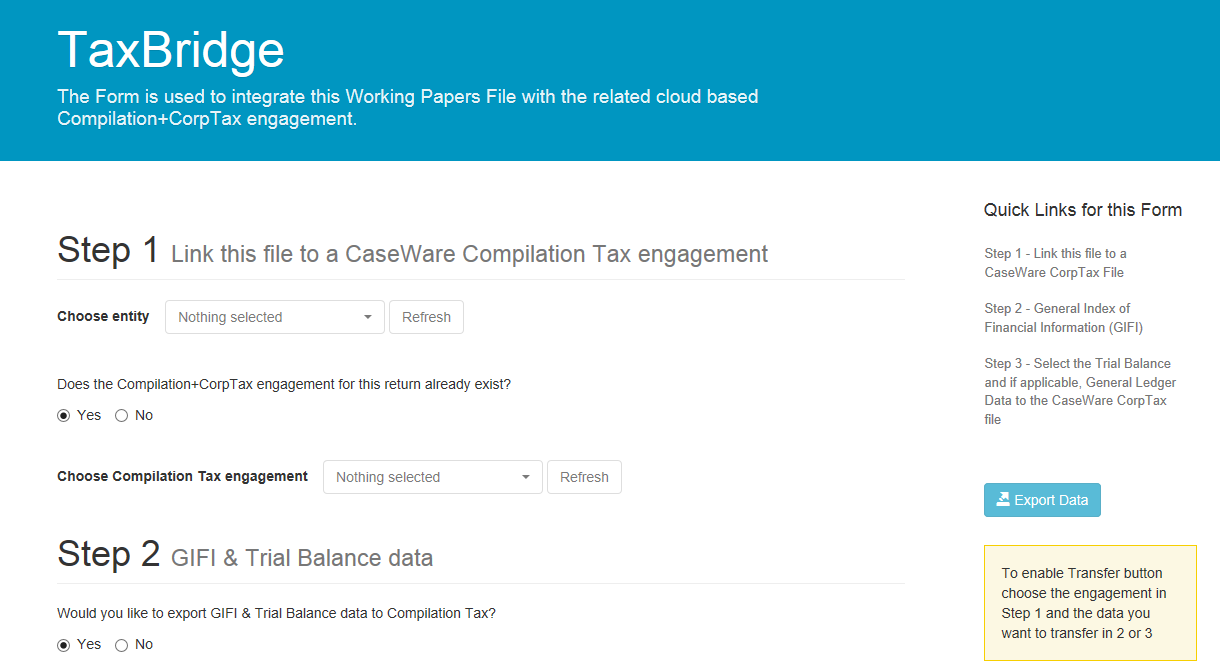 TaxBridge
The Form is used to integrate this Working Papers File with the related cloud based
Compilation+CorpTax engagement.
Step 1 Link this file to a CaseWare Compilation Tax engagement
Choose entity Nothing selected Refresh
Does the Compilation+CorpTax engagement for this return already exist?
Yes No
Choose Compilation Tax engagement Nothing selected Refresh
Step 2 GIFI & Trial Balance data
Would you like to export GIFI & Trial Balance data to Compilation Tax?
Yes No
Quick Links for this Form
Step 1 - Link this file to a
CaseWare CorpTax File
Step 2 - General Index of
Financial Information (GIFI)
Step 3 - Select the Trial Balance
and if applicable, General Ledger
Data to the CaseWare CorpTax
file
Export Data
To enable Transfer button
choose the engagement in
Step 1 and the data you
want to transfer in 2 or 3